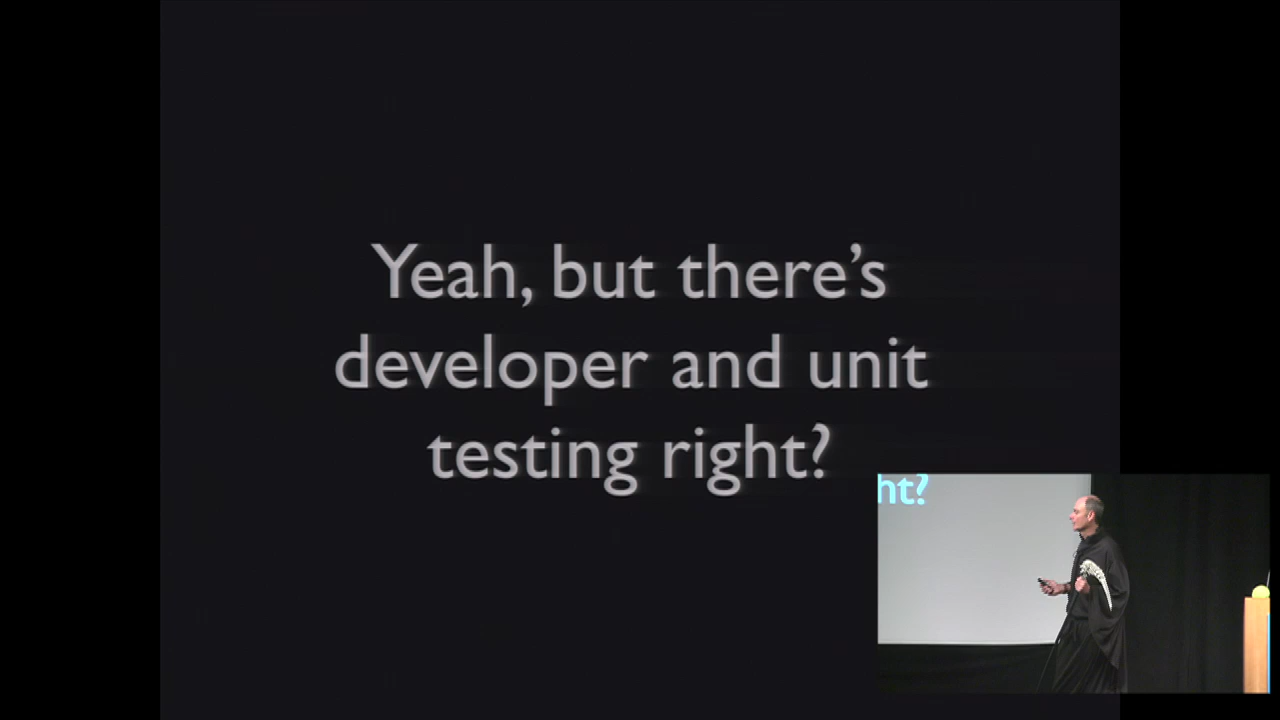 Yeah, but there’s
developer and unit
testing right?
ht?